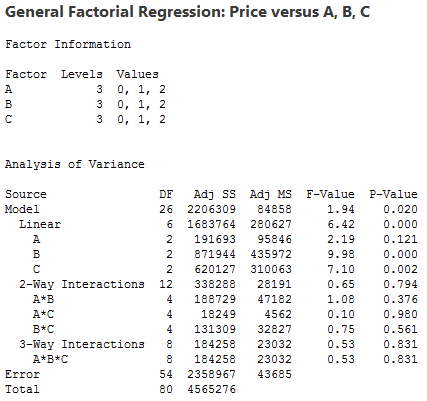 General Factorial Regression: Price versus A, B, C
Factor Information
Factor Levels Values
A 3 0, 1, 2
B 3 0, 1, 2
C 3 0, 1, 2
Analysis of Variance
Source DF Adj SS Adj MS F-Value P-Value
Model 26 2206309 84858 1.94 0.020
Linear 6 1683764 280627 6.42 0.000
A 2 191693 95846 2.19 0.121
B 2 871944 435972 9.98 0.000
C 2 620127 310063 7.10 0.002
2-Way Interactions 12 338288 28191 0.65 0.794
A*B 4 188729 47182 1.08 0.376
A*C 4 18249 4562 0.10 0.980
B*C 4 131309 32827 0.75 0.561
3-Way Interactions 8 184258 23032 0.53 0.831
A*B*C 8 184258 23032 0.53 0.831
Error 54 2358967 43685
Total 80 4565276